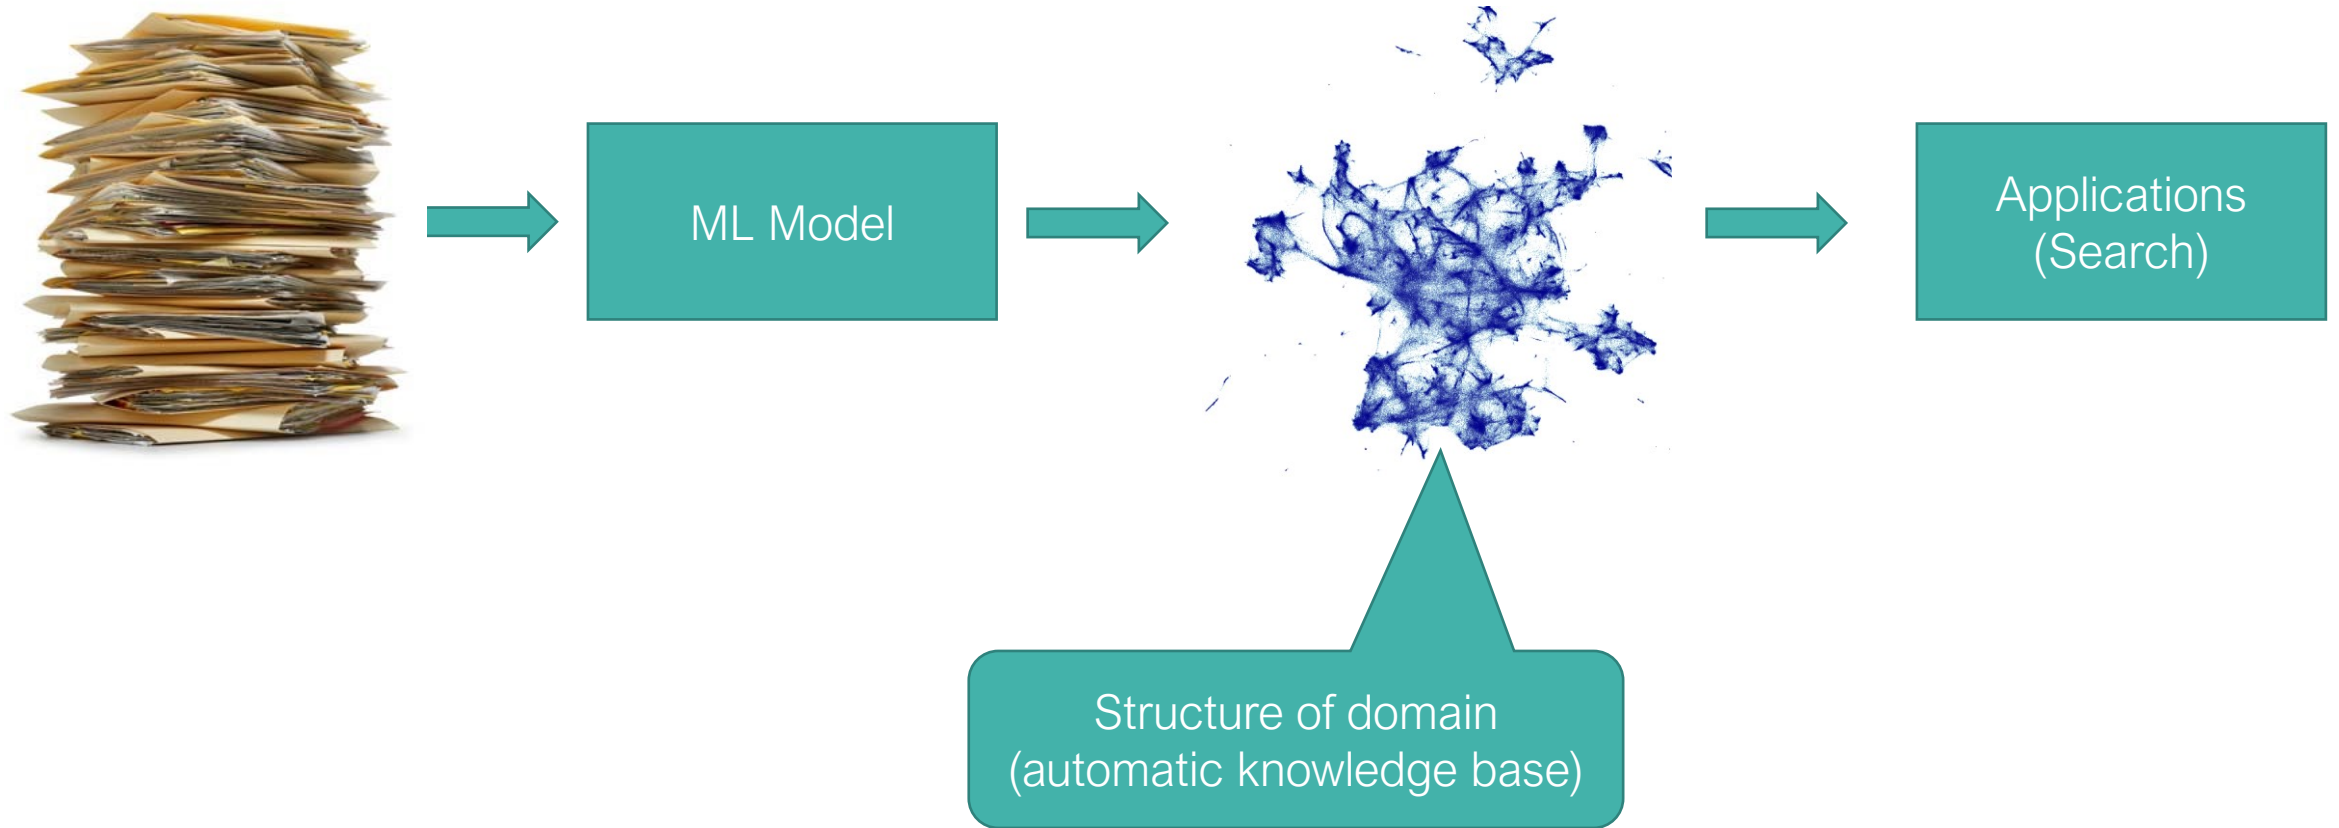 ML Model
Applications
(Search)
Structure of domain
(automatic knowledge base)